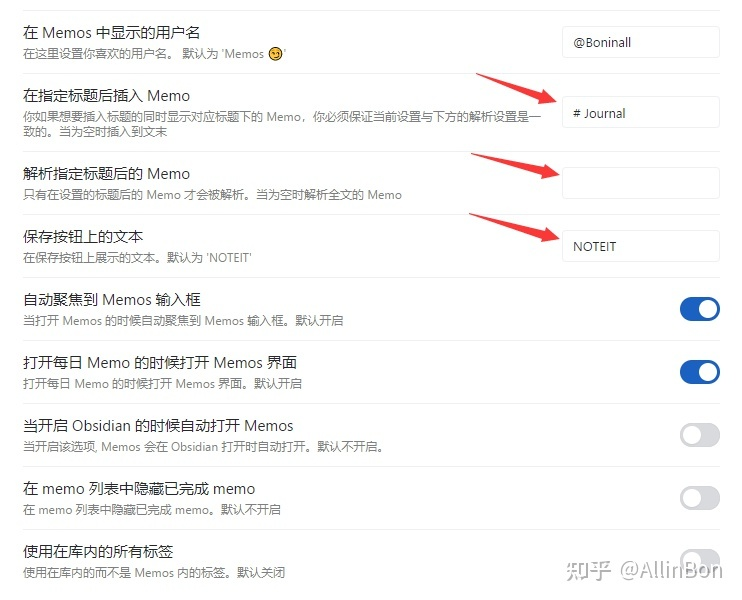 在 Memos 中显示的用户名
在这里设置你喜欢的用户名。 默认为 'Memos 😏'
@Boninall
在指定标题后插入 Memo
你如果想要插入标题的同时显示对应标题下的 Memo，你必须保证当前设置与下方的解析设置是一
致的。当为空时插入到文末
# Journal
解析指定标题后的 Memo
只有在设置的标题后的 Memo 才会被解析。当为空时解析全文的 Memo
保存按钮上的文本
在保存按钮上展示的文本。默认为 'NOTEIT'
NOTEIT
自动聚焦到 Memos 输入框
当打开 Memos 的时候自动聚焦到 Memos 输入框。默认开启
打开每日 Memo 的时候打开 Memos 界面
打开每日 Memo 的时候打开 Memos 界面。默认开启
当开启 Obsidian 的时候自动打开 Memos
当开启该选项, Memos 会在 Obsidian 打开时自动打开。默认不开启。
在 memo 列表中隐藏已完成 memo
在 memo 列表中隐藏已完成 memo。默认不开启
使用在库内的所有标签
使用在库内的而不是 Memos 内的标签。默认关闭
知乎 @AllinBon